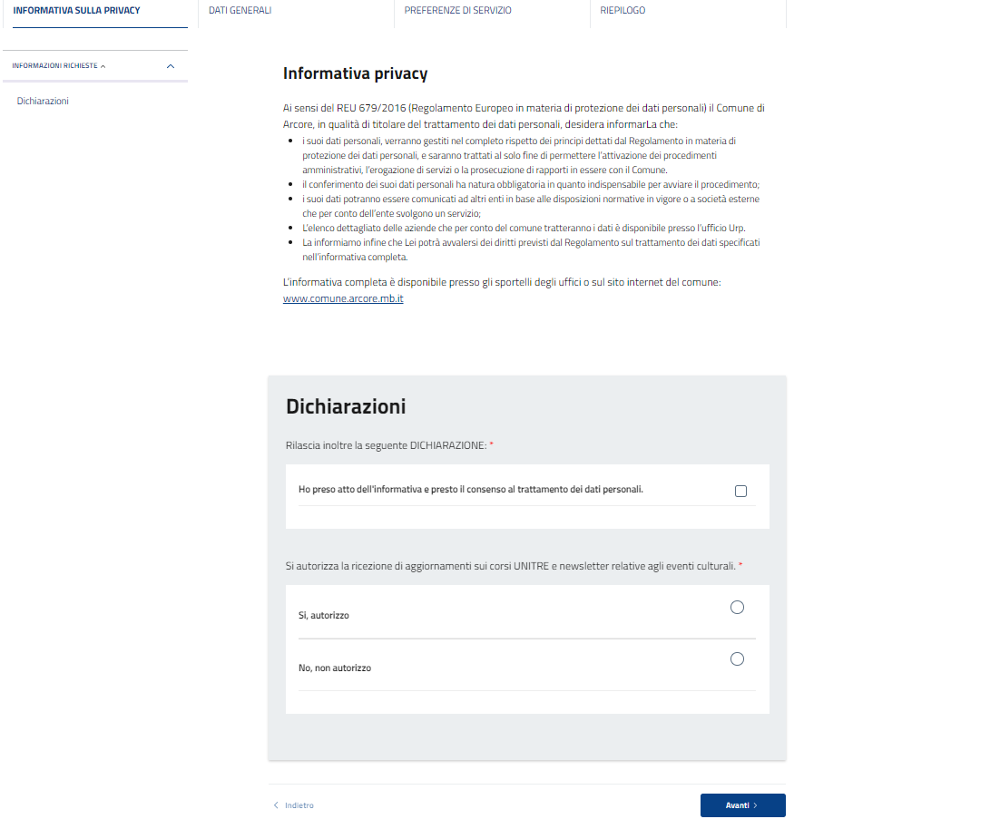 INFORMATIVA SULLA PRIVACY
DATI GENERALI
PREFERENZE DI SERVIZIO
RIEPILOGO
INFORMAZIONI RICHIESTE
Dichiarazioni
Informativa privacy
Ai sensi del REU 679/2016 (Regolamento Europeo in materia di protezione dei dati personali) il Comune di
Arcore, in qualità di titolare del trattamento dei dati personali, desidera informarLa che:
i suoi dati personali, verranno gestiti nel completo rispetto dei principi dettati dal Regolamento in materia di
protezione dei dati personali, e saranno trattati al solo fine di permettere l'attivazione dei procedimenti
amministrativi, l'erogazione di servizi o la prosecuzione di rapporti in essere con il Comune.
il conferimento dei suoi dati personali ha natura obbligatoria in quanto indispensabile per avviare il procedimento;
i suoi dati potranno essere comunicati ad altri enti in base alle disposizioni normative in vigore o a società esterne
che per conto dell'ente svolgono un servizio;
L'elenco dettagliato delle aziende che per conto del comune tratteranno i dati è disponibile presso l'ufficio Urp.
La informiamo infine che Lei potrà avvalersi dei diritti previsti dal Regolamento sul trattamento dei dati specificati
nell'informativa completa.
L'informativa completa è disponibile presso gli sportelli degli uffici o sul sito internet del comune:
www.comune.arcore.mb.it
Dichiarazioni
Rilascia inoltre la seguente DICHIARAZIONE: *
Ho preso atto dell'informativa e presto il consenso al trattamento dei dati personali.
Si autorizza la ricezione di aggiornamenti sui corsi UNITRE e newsletter relative agli eventi culturali. *
Si, autorizzo
No, non autorizzo
Indietro
Avanti